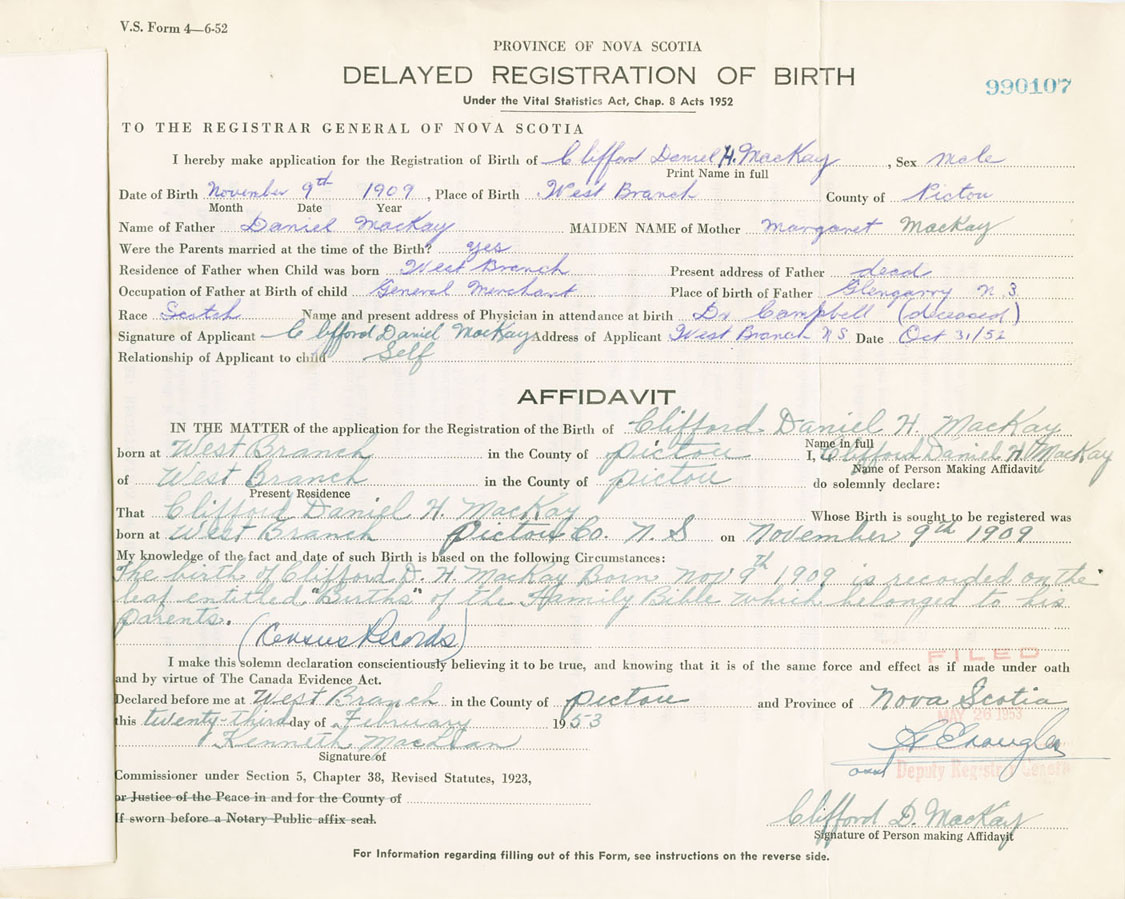 V.S. Form 4—6-52
PROVINCE OF NOVA SCOTIA
DELAYED REGISTRATION OF BIRTH
990107
Under the Vital Statistics Act, Chap. 8 Acts 1952
TO THE REGISTRAR GENERAL OF NOVA SCOTIA
I hereby make application for the Registration of Birth of Clifford Daniel H. MacKay, Sex male
Print Name in full
Date of Birth November 9th 1909, Place of Birth West Branch County of Pictou
Month Date Year
Name of Father Daniel MacKay MAIDEN NAME of Mother Margaret MacKay
Were the Parents married at the time of the Birth? yes
Residence of Father when Child was born West Branch Present address of Father dead
Occupation of Father at Birth of child General Merchant Place of birth of Father Glengarry N.S.
Race Scotch Name and present address of Physician in attendance at birth Dr Campbell (deceased)
Signature of Applicant Clifford Daniel MacKay Address of Applicant West Branch N S Date Oct 31/52
Relationship of Applicant to child Self
AFFIDAVIT
IN THE MATTER of the application for the Registration of the Birth of Clifford Daniel H. MacKay
Name in full
born at West Branch in the County of Pictou I, Clifford Daniel H. MacKay
Name of Person Making Affidavit
of West Branch in the County of Pictou do solemnly declare:
Present Residence
That Clifford Daniel H. MacKay Whose Birth is sought to be registered was
born at West Branch Pictou Co. N. S on November 9th 1909
My knowledge of the fact and date of such Birth is based on the following Circumstances:
The birth of Clifford D. H. MacKay Born Nov 9th 1909 is recorded on the
leaf entitled "Births" of the Family Bible which belonged to his
parents.
(Census Records)
FILED
I make this solemn declaration conscientiously believing it to be true, and knowing that it is of the same force and effect as if made under oath
and by virtue of The Canada Evidence Act.
Declared before me at West Branch in the County of Pictou and Province of Nova Scotia
this twenty-third day of February 1953
MAY 26 1953
Kenneth MacLean
Signature of
Deputy Registrar General
Commissioner under Section 5, Chapter 38, Revised Statutes, 1923,
or Justice of the Peace in and for the County of
If sworn before a Notary Public affix seal.
Clifford D. MacKay
Signature of Person making Affidavit
For Information regarding filling out of this Form, see instructions on the reverse side.